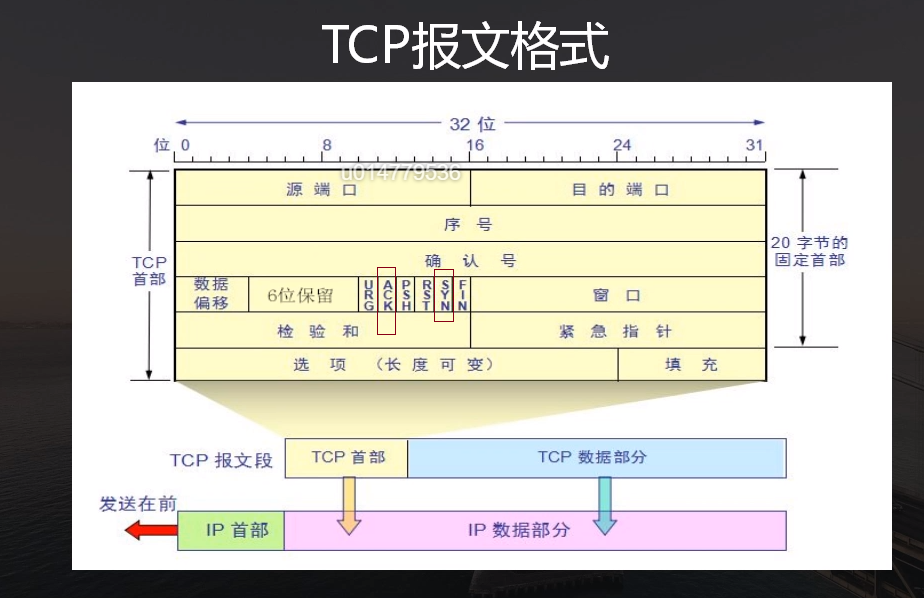 TCP报文格式
32 位
位 0 8 16 24 31
u014779536
源端口 目的端口
序号
20 字节的
固定首部
确认号
TCP
首部
数据
偏移
6位保留
URG ACK PSH RST SYN FIN
窗口
检验和 紧急指针
选项 (长度可变) 填充
TCP 报文段 TCP 首部 TCP 数据部分
发送在前
IP 首部 IP 数据部分